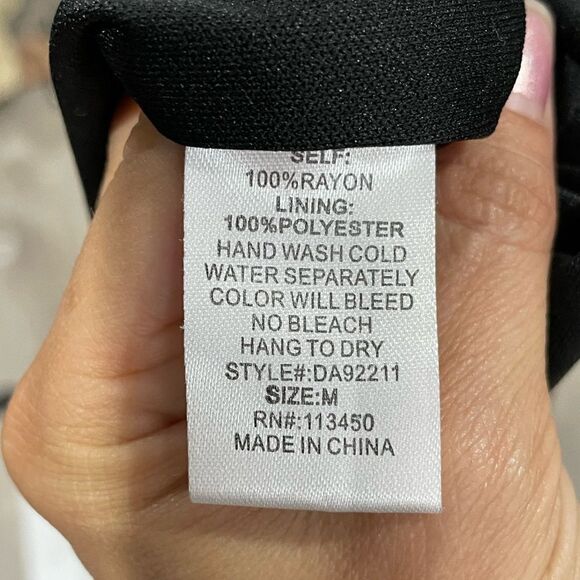 SELF:
100%RAYON
LINING:
100%POLYESTER
HAND WASH COLD
WATER SEPARATELY
COLOR WILL BLEED
NO BLEACH
HANG TO DRY
STYLE#:DA92211
SIZE:M
RN#:113450
MADE IN CHINA